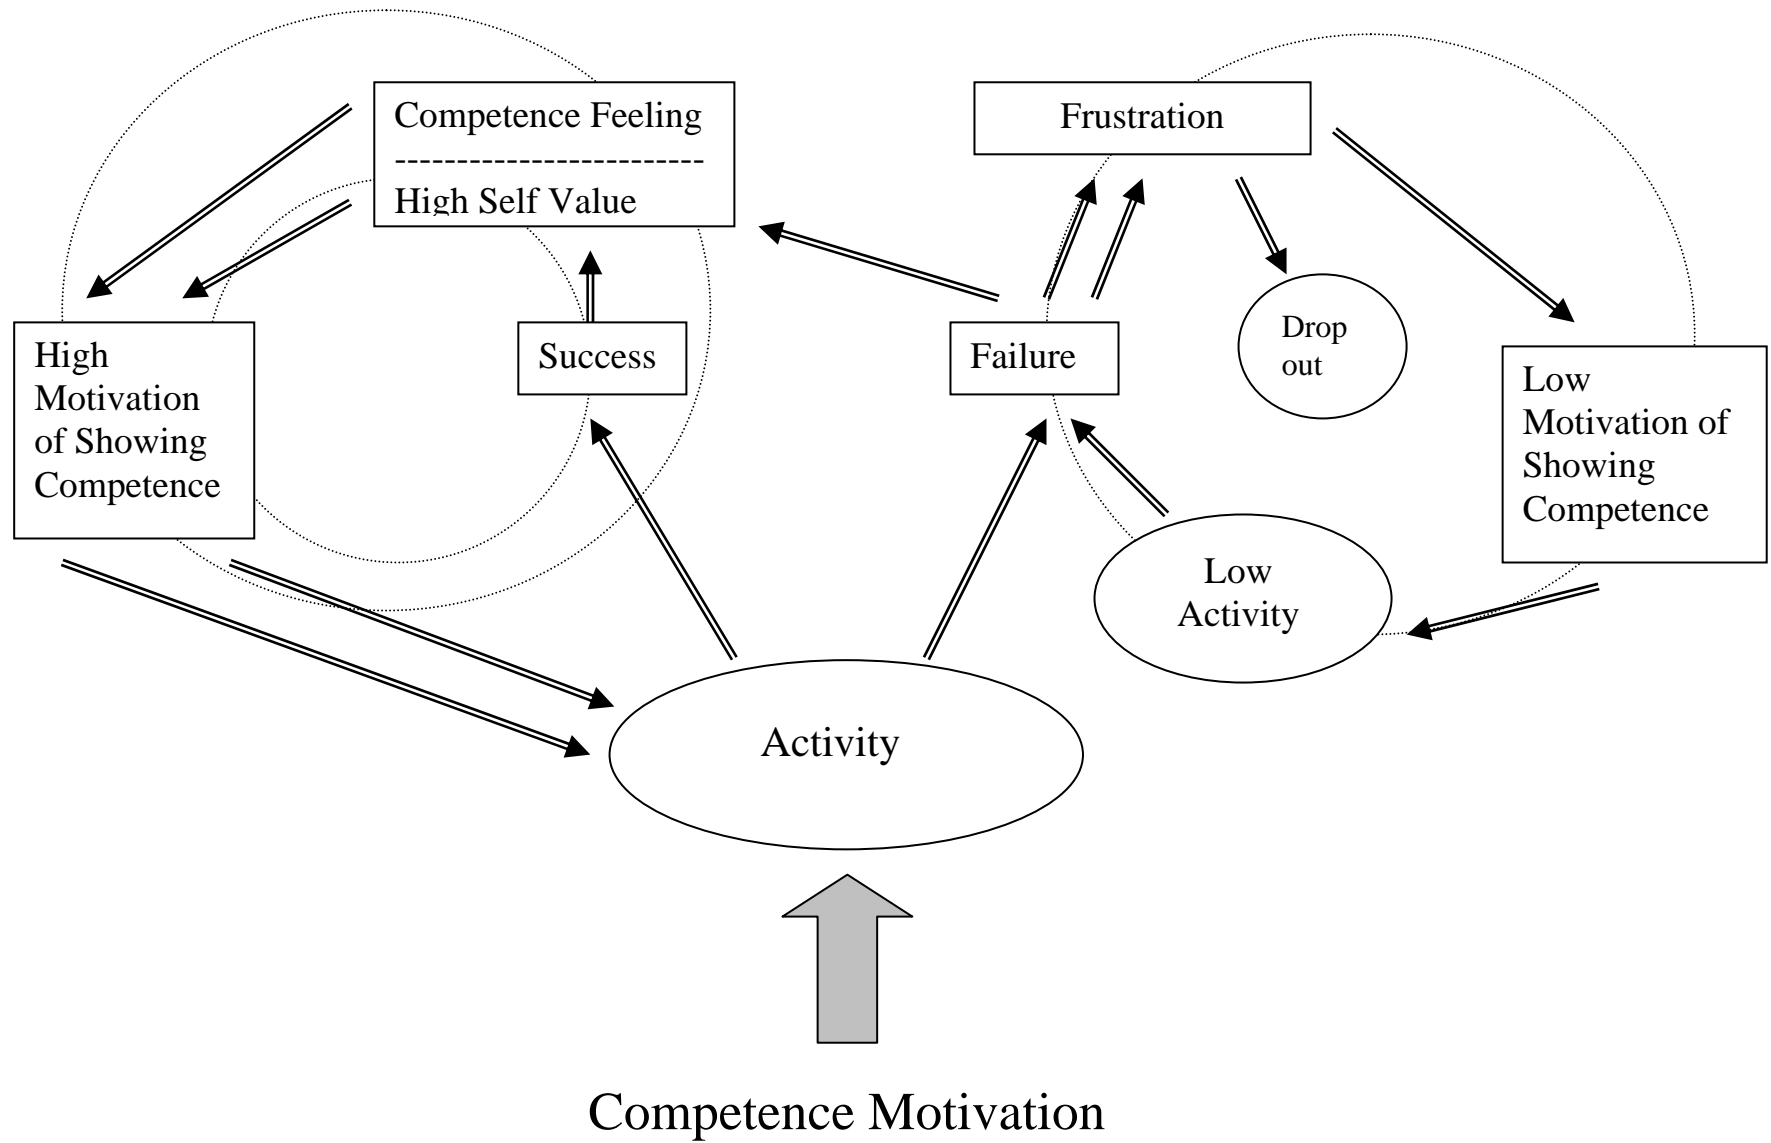 Competence Feeling
-----------------------
High Self Value
Frustration
High
Motivation
of Showing
Competence
Success
Failure
Drop
out
Low
Motivation of
Showing
Competence
Low
Activity
Activity
Competence Motivation